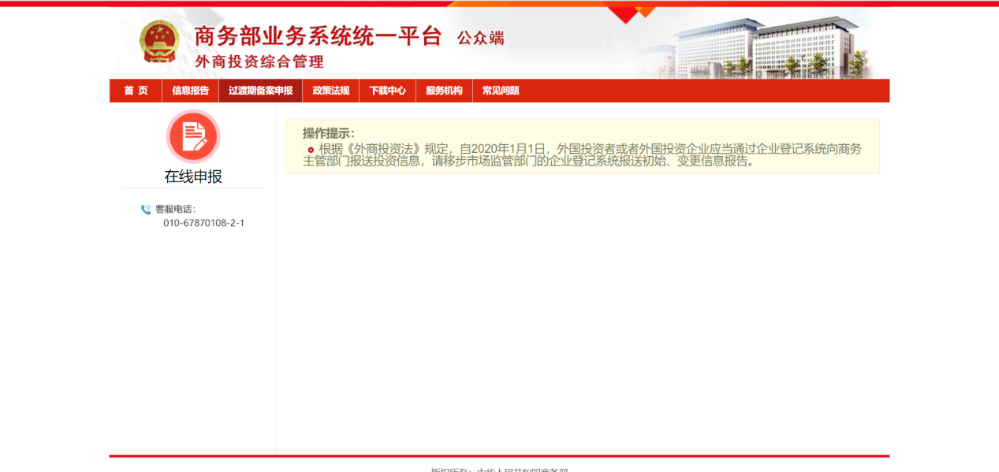 商务部业务系统统一平台 公众端
外商投资综合管理
首 页 信息报告 过渡期备案申报 政策法规 下载中心 服务机构 常见问题
在线申报
客服电话：
010-67870108-2-1
操作提示：
根据《外商投资法》规定，自2020年1月1日，外国投资者或者外国投资企业应当通过企业登记系统向商务
主管部门报送投资信息，请移步市场监管部门的企业登记系统报送初始、变更信息报告。
版权所有：中华人民共和国商务部